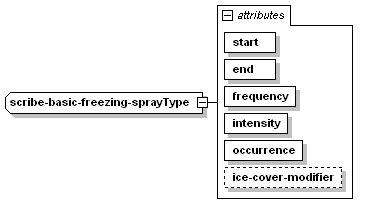 attributes
start
end
frequency
scribe-basic-freezing-sprayType
intensity
occurrence
ice-cover-modifier